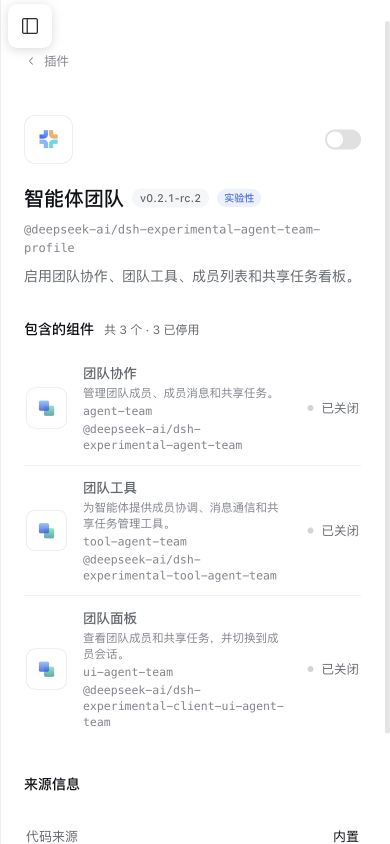 插件
智能体团队 v0.2.1-rc.2 实验性
@deepseek-ai/dsh-experimental-agent-team-
profile
启用团队协作、团队工具、成员列表和共享任务看板。
包含的组件 共 3 个 · 3 已停用
团队协作
管理团队成员、成员消息和共享任务。
agent-team
@deepseek-ai/dsh-
experimental-agent-team
已关闭
团队工具
为智能体提供成员协调、消息通信和共
享任务管理工具。
tool-agent-team
@deepseek-ai/dsh-
experimental-tool-agent-team
已关闭
团队面板
查看团队成员和共享任务，并切换到成
员会话。
ui-agent-team
@deepseek-ai/dsh-
experimental-client-ui-agent-
team
已关闭
来源信息
代码来源 内置